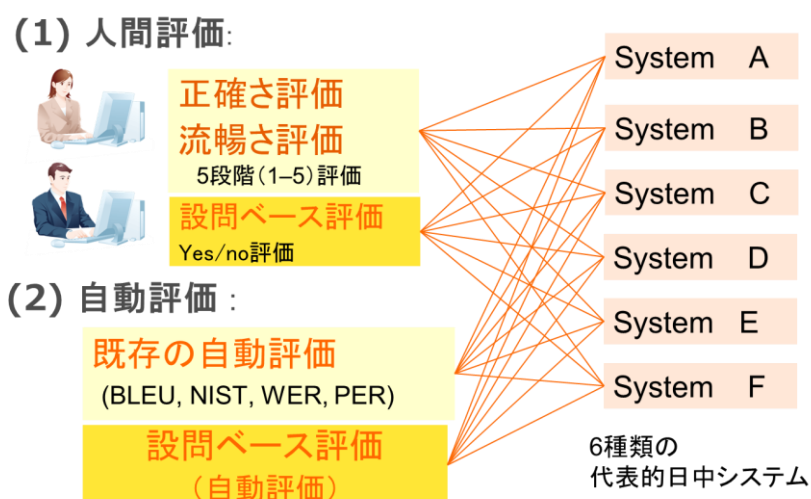 (1) 人間評価:
正確さ評価
流暢さ評価
5段階(1–5)評価
設問ベース評価
Yes/no評価
(2) 自動評価:
既存の自動評価
(BLEU, NIST, WER, PER)
設問ベース評価
(自動評価)
System A
System B
System C
System D
System E
System F
6種類の
代表的日中システム